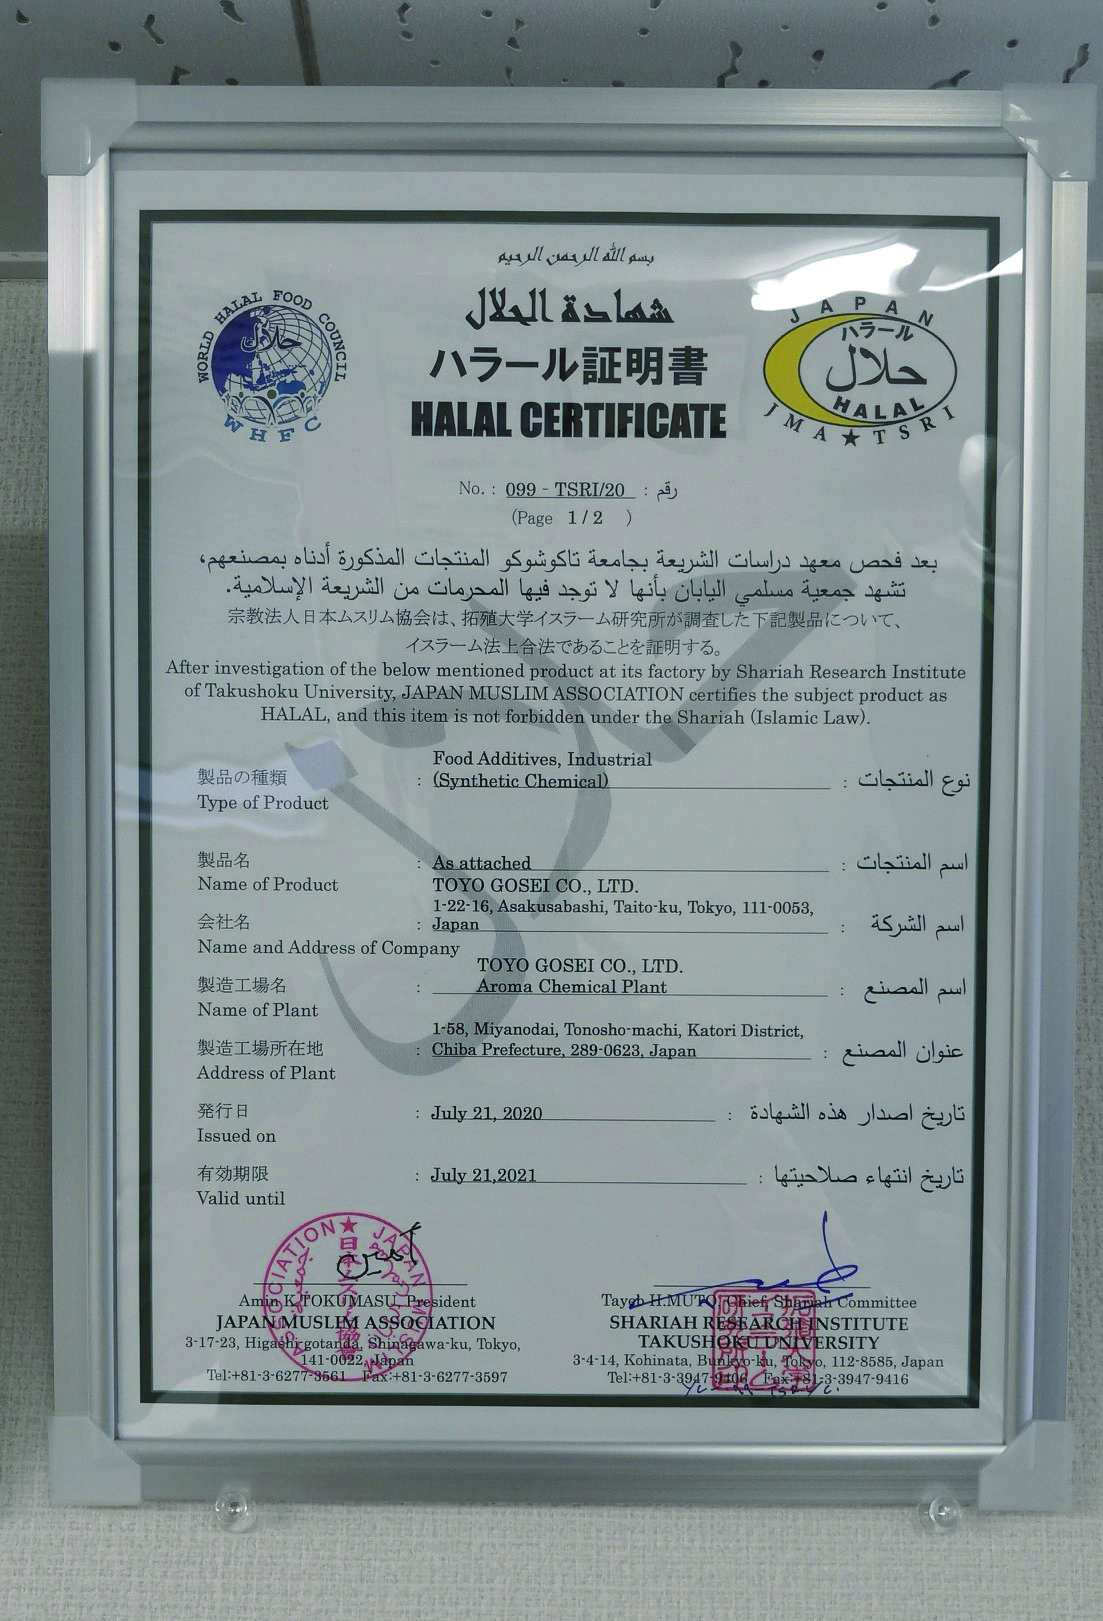 بسم الله الرحمن الرحيم
WORLD HALAL FOOD COUNCIL
حلال
WHFC
شهادة الحلال
ハラール証明書
HALAL CERTIFICATE
JAPAN
ハラール
حلال
HALAL
JMA★TSRI
No. : 099 - TSRI/20 : رقم
(Page 1 / 2 )
بعد فحص معهد دراسات الشريعة بجامعة تاكوشوكو المنتجات المذكورة أدناه بمصنعهم،
تشهد جمعية مسلمي اليابان بأنها لا توجد فيها المحرمات من الشريعة الإسلامية.
宗教法人日本ムスリム協会は、拓殖大学イスラーム研究所が調査した下記製品について、
イスラーム法上合法であることを証明する。
After investigation of the below mentioned product at its factory by Shariah Research Institute
of Takushoku University, JAPAN MUSLIM ASSOCIATION certifies the subject product as
HALAL, and this item is not forbidden under the Shariah (Islamic Law).
Food Additives, Industrial
製品の種類 : (Synthetic Chemical) : نوع المنتجات
Type of Product
製品名 : As attached : اسم المنتجات
Name of Product
TOYO GOSEI CO., LTD.
1-22-16, Asakusabashi, Taito-ku, Tokyo, 111-0053,
会社名 : Japan : اسم الشركة
Name and Address of Company
TOYO GOSEI CO., LTD.
製造工場名 : Aroma Chemical Plant : اسم المصنع
Name of Plant
1-58, Miyanodai, Tonosho-machi, Katori District,
製造工場所在地 : Chiba Prefecture, 289-0623, Japan : عنوان المصنع
Address of Plant
発行日 : July 21, 2020 : تاريخ اصدار هذه الشهادة
Issued on
有効期限 : July 21,2021 : تاريخ انتهاء صلاحيتها
Valid until
JAPAN MUSLIM ASSOCIATION ★
Amin K.TOKUMASU, President
JAPAN MUSLIM ASSOCIATION
3-17-23, Higashi-gotanda, Shinagawa-ku, Tokyo,
141-0022, Japan
Tel:+81-3-6277-3561 Fax:+81-3-6277-3597
Tayeb H.MUTO, Chief, Shariah Committee
SHARIAH RESEARCH INSTITUTE
TAKUSHOKU UNIVERSITY
3-4-14, Kohinata, Bunkyo-ku, Tokyo, 112-8585, Japan
Tel:+81-3-3947-9406 Fax:+81-3-3947-9416